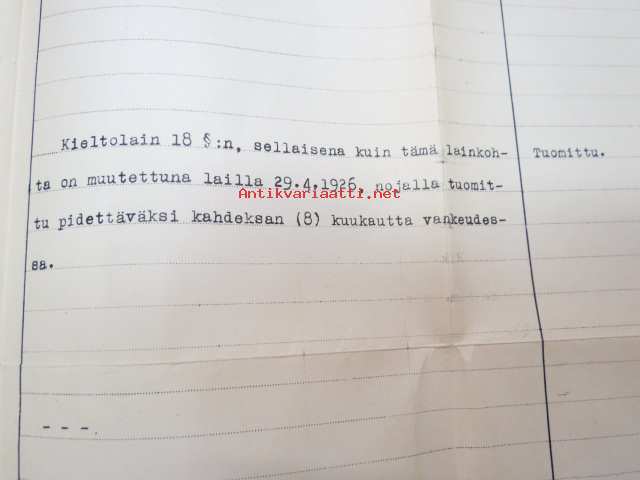 Kieltolain 18 §:n, sellaisena kuin tämä lainkoh- Tuomittu.
ta on muutettuna lailla 29.4.1926, nojalla tuomit-
Antikvariaatti.net
tu pidettäväksi kahdeksan (8) kuukautta vankeudes-
sa.
- - -.